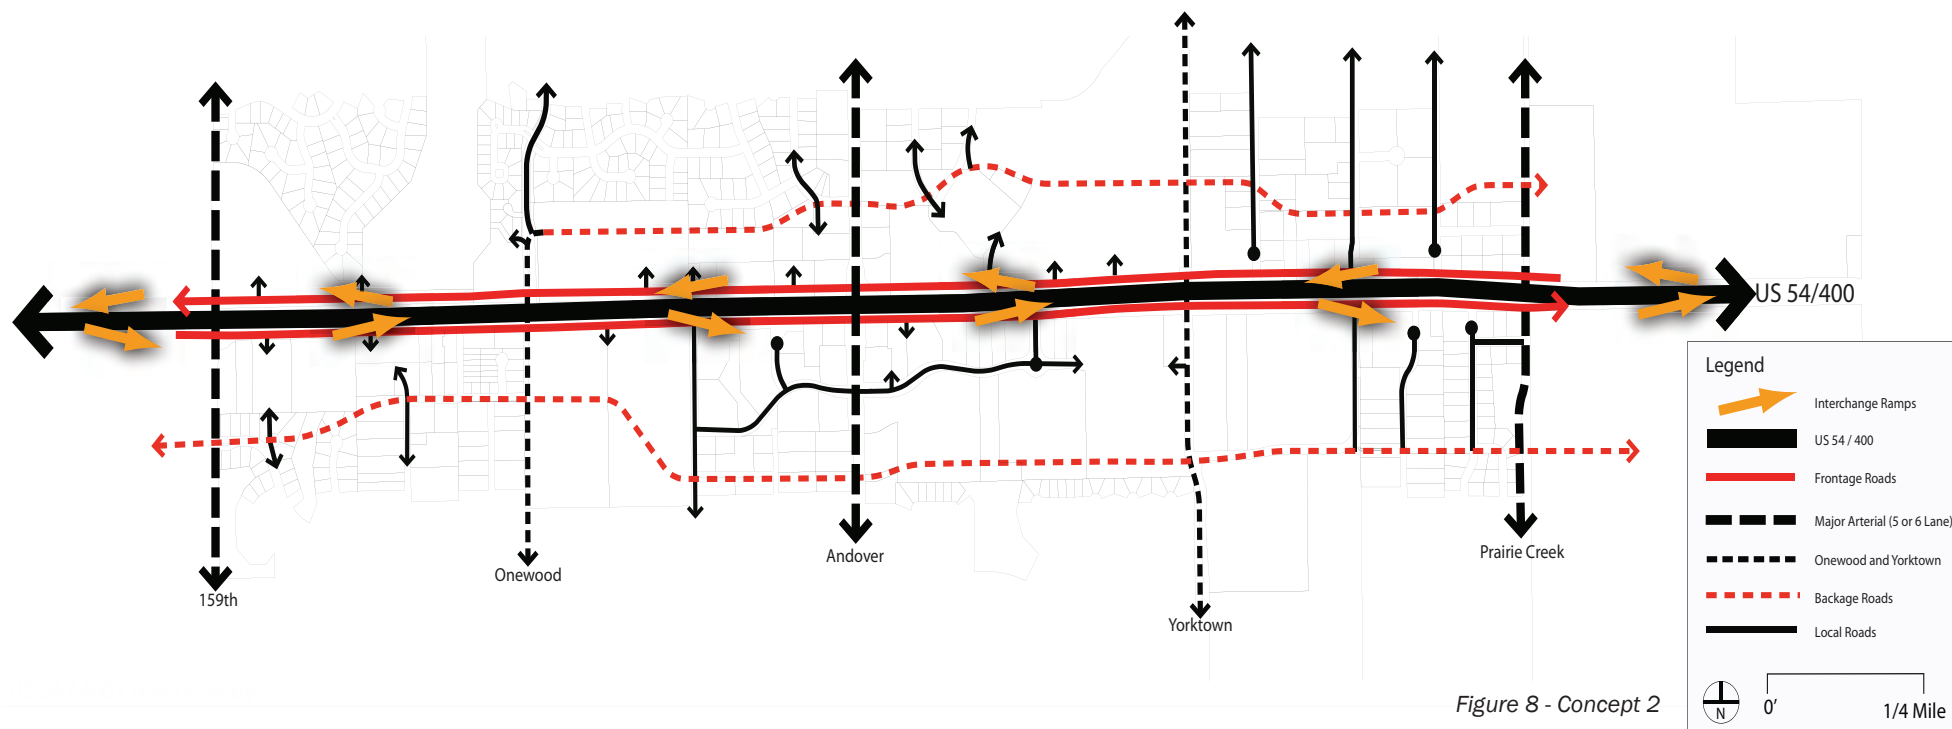 US 54/400
Legend
Interchange Ramps
US 54 / 400
Frontage Roads
Major Arterial (5 or 6 Lane)
Onewood and Yorktown
Backage Roads
Local Roads
N
0'
1/4 Mile
159th
Onewood
Andover
Yorktown
Prairie Creek
Figure 8 - Concept 2